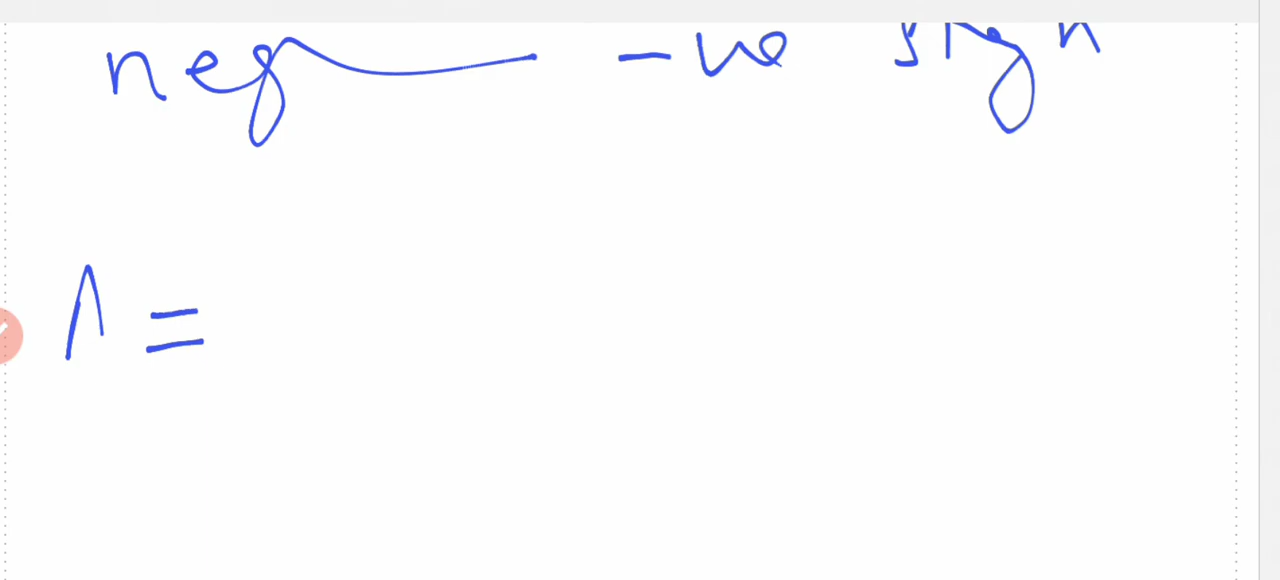 neg -ve sign
Λ =